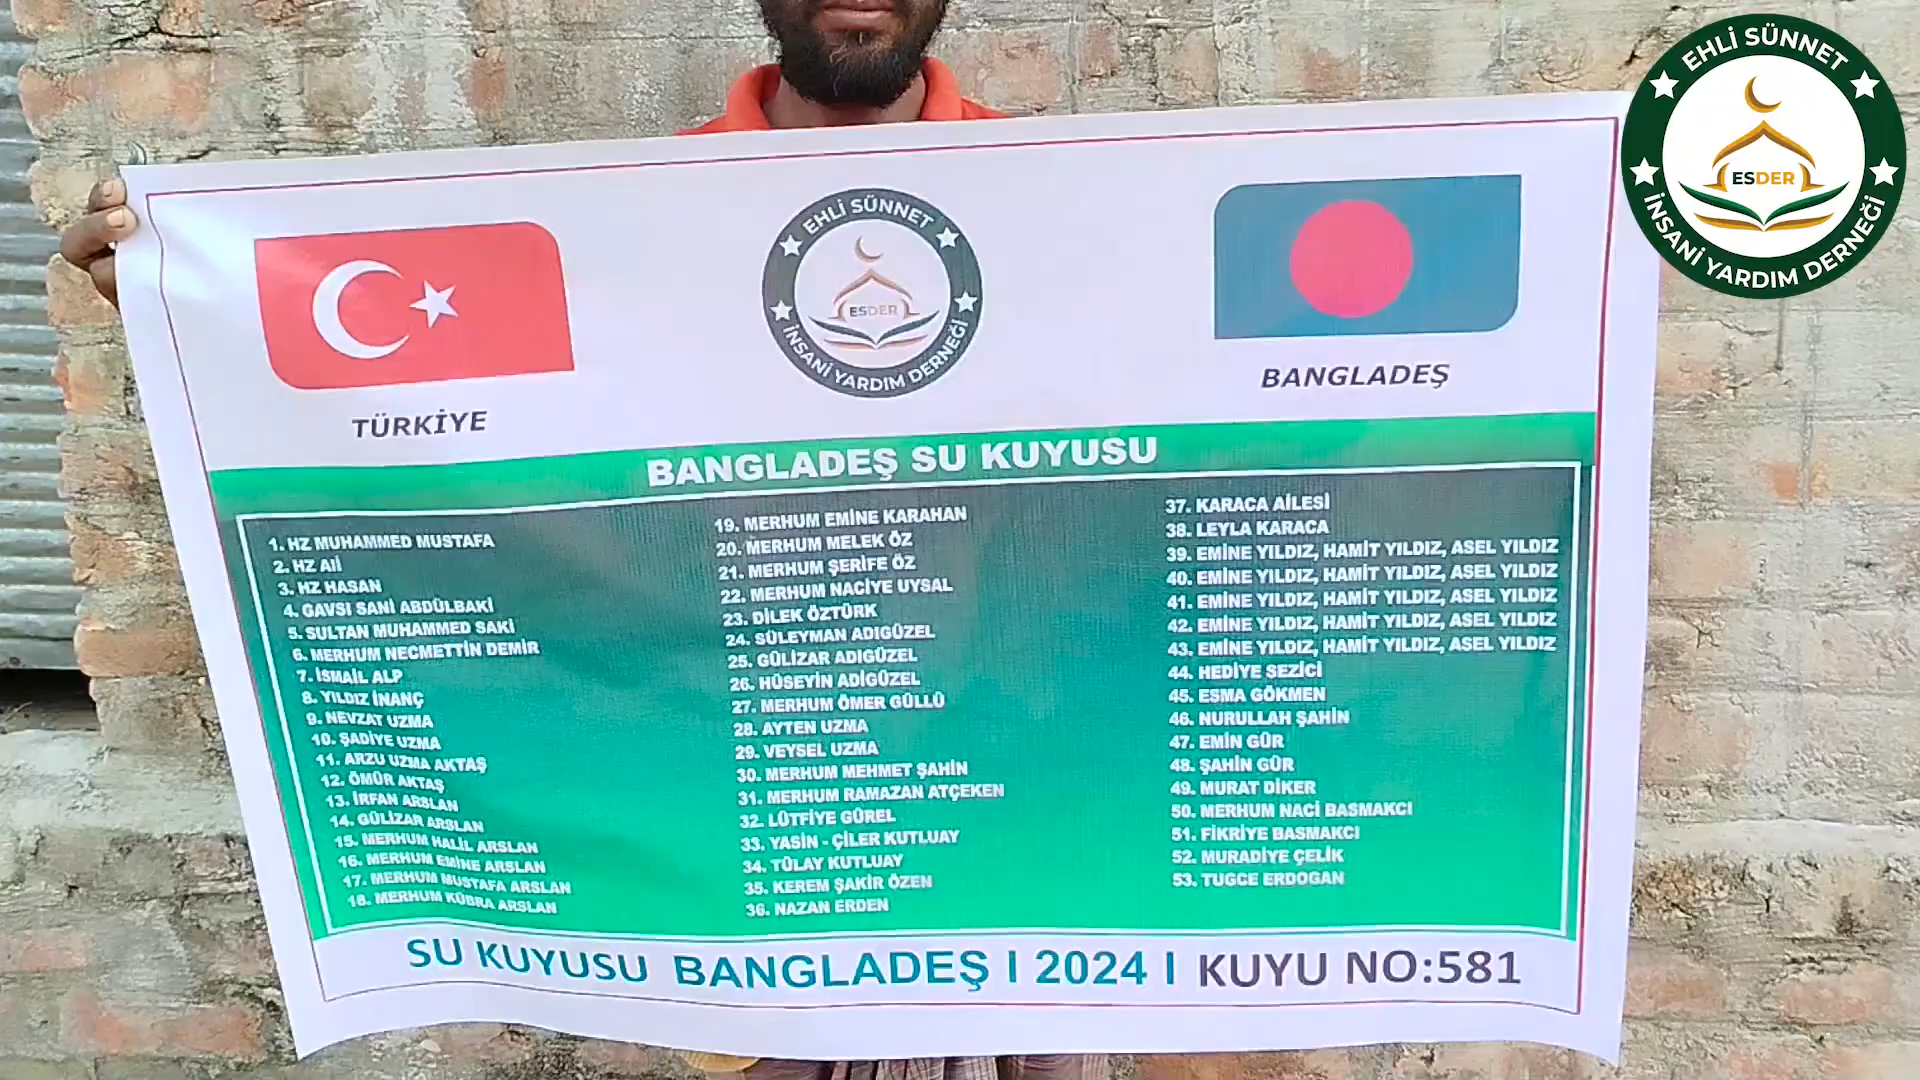 EHLİ SÜNNET
ESDER
İNSANİ YARDIM DERNEĞİ
EHLİ SÜNNET
ESDER
İNSANİ YARDIM DERNEĞİ
TÜRKİYE
BANGLADEŞ
BANGLADEŞ SU KUYUSU
1. HZ MUHAMMED MUSTAFA
2. HZ Alİ
3. HZ HASAN
4. GAVSI SANİ ABDÜLBAKİ
5. SULTAN MUHAMMED SAKİ
6. MERHUM NECMETTİN DEMİR
7. İSMAİL ALP
8. YILDIZ İNANÇ
9. NEVZAT UZMA
10. ŞADİYE UZMA
11. ARZU UZMA AKTAŞ
12. ÖMÜR AKTAŞ
13. İRFAN ARSLAN
14. GÜLİZAR ARSLAN
15. MERHUM HALİL ARSLAN
16. MERHUM EMİNE ARSLAN
17. MERHUM MUSTAFA ARSLAN
18. MERHUM KÜBRA ARSLAN
19. MERHUM EMİNE KARAHAN
20. MERHUM MELEK ÖZ
21. MERHUM ŞERİFE ÖZ
22. MERHUM NACİYE UYSAL
23. DİLEK ÖZTÜRK
24. SÜLEYMAN ADIGÜZEL
25. GÜLİZAR ADIGÜZEL
26. HÜSEYİN ADIGÜZEL
27. MERHUM ÖMER GÜLLÜ
28. AYTEN UZMA
29. VEYSEL UZMA
30. MERHUM MEHMET ŞAHİN
31. MERHUM RAMAZAN ATÇEKEN
32. LÜTFİYE GÜREL
33. YASİN - ÇİLER KUTLUAY
34. TÜLAY KUTLUAY
35. KEREM ŞAKİR ÖZEN
36. NAZAN ERDEN
37. KARACA AİLESİ
38. LEYLA KARACA
39. EMİNE YILDIZ, HAMİT YILDIZ, ASEL YILDIZ
40. EMİNE YILDIZ, HAMİT YILDIZ, ASEL YILDIZ
41. EMİNE YILDIZ, HAMİT YILDIZ, ASEL YILDIZ
42. EMİNE YILDIZ, HAMİT YILDIZ, ASEL YILDIZ
43. EMİNE YILDIZ, HAMİT YILDIZ, ASEL YILDIZ
44. HEDİYE SEZİCİ
45. ESMA GÖKMEN
46. NURULLAH ŞAHİN
47. EMİN GÜR
48. ŞAHİN GÜR
49. MURAT DİKER
50. MERHUM NACİ BASMAKCI
51. FİKRİYE BASMAKCI
52. MURADİYE ÇELİK
53. TUGCE ERDOGAN
SU KUYUSU BANGLADEŞ I 2024 I KUYU NO:581